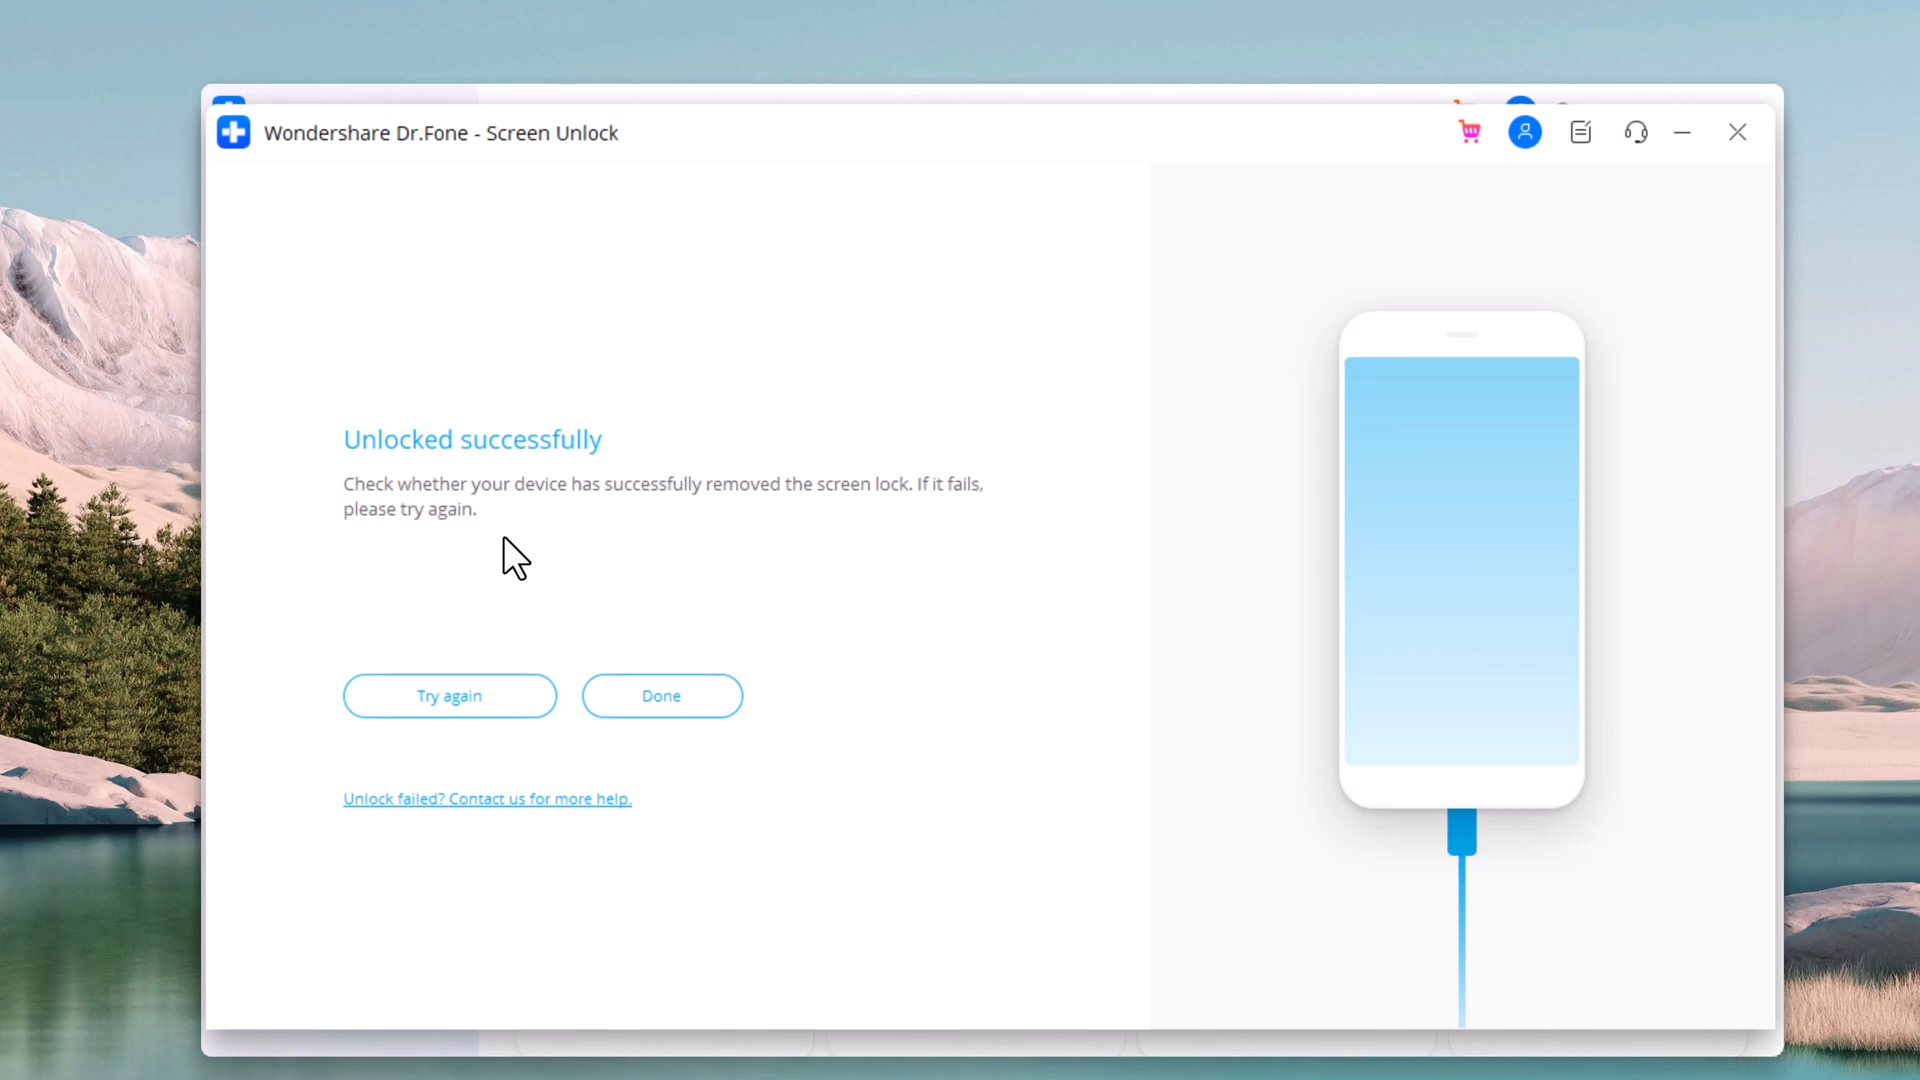 Wondershare Dr.Fone - Screen Unlock
Unlocked successfully
Check whether your device has successfully removed the screen lock. If it fails,
please try again.
Try again
Done
Unlock failed? Contact us for more help.